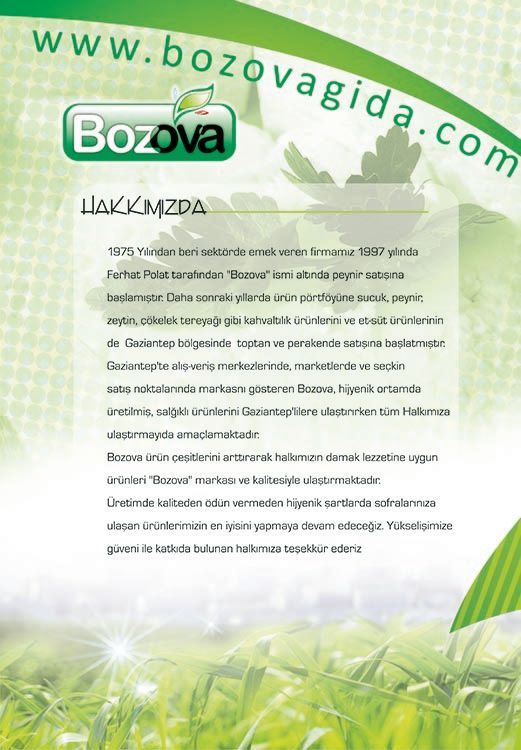 www.bozovagida.com
Bozova
HAKKIMIZDA
1975 Yılından beri sektörde emek veren firmamız 1997 yılında
Ferhat Polat tarafından "Bozova" ismi altında peynir satışına
başlamıştır. Daha sonraki yıllarda ürün pörtföyüne sucuk, peynir,
zeytin, çökelek tereyağı gibi kahvaltılık ürünlerini ve et-süt ürünlerinin
de Gaziantep bölgesinde toptan ve perakende satışına başlatmıştır.
Gaziantep'te alış-veriş merkezlerinde, marketlerde ve seçkin
satış noktalarında markasnı gösteren Bozova, hijyenik ortamda
üretilmiş, salğıklı ürünlerini Gaziantep'lilere ulaştırırken tüm Halkımıza
ulaştırmayıda amaçlamaktadır.
Bozova ürün çeşitlerini arttırarak halkımızın damak lezzetine uygun
ürünleri "Bozova" markası ve kalitesiyle ulaştırmaktadır.
Üretimde kaliteden ödün vermeden hijyenik şartlarda sofralarınıza
ulaşan ürünlerimizin en iyisini yapmaya devam edeceğiz. Yükselişimize
güveni ile katkıda bulunan halkımıza teşekkür ederiz